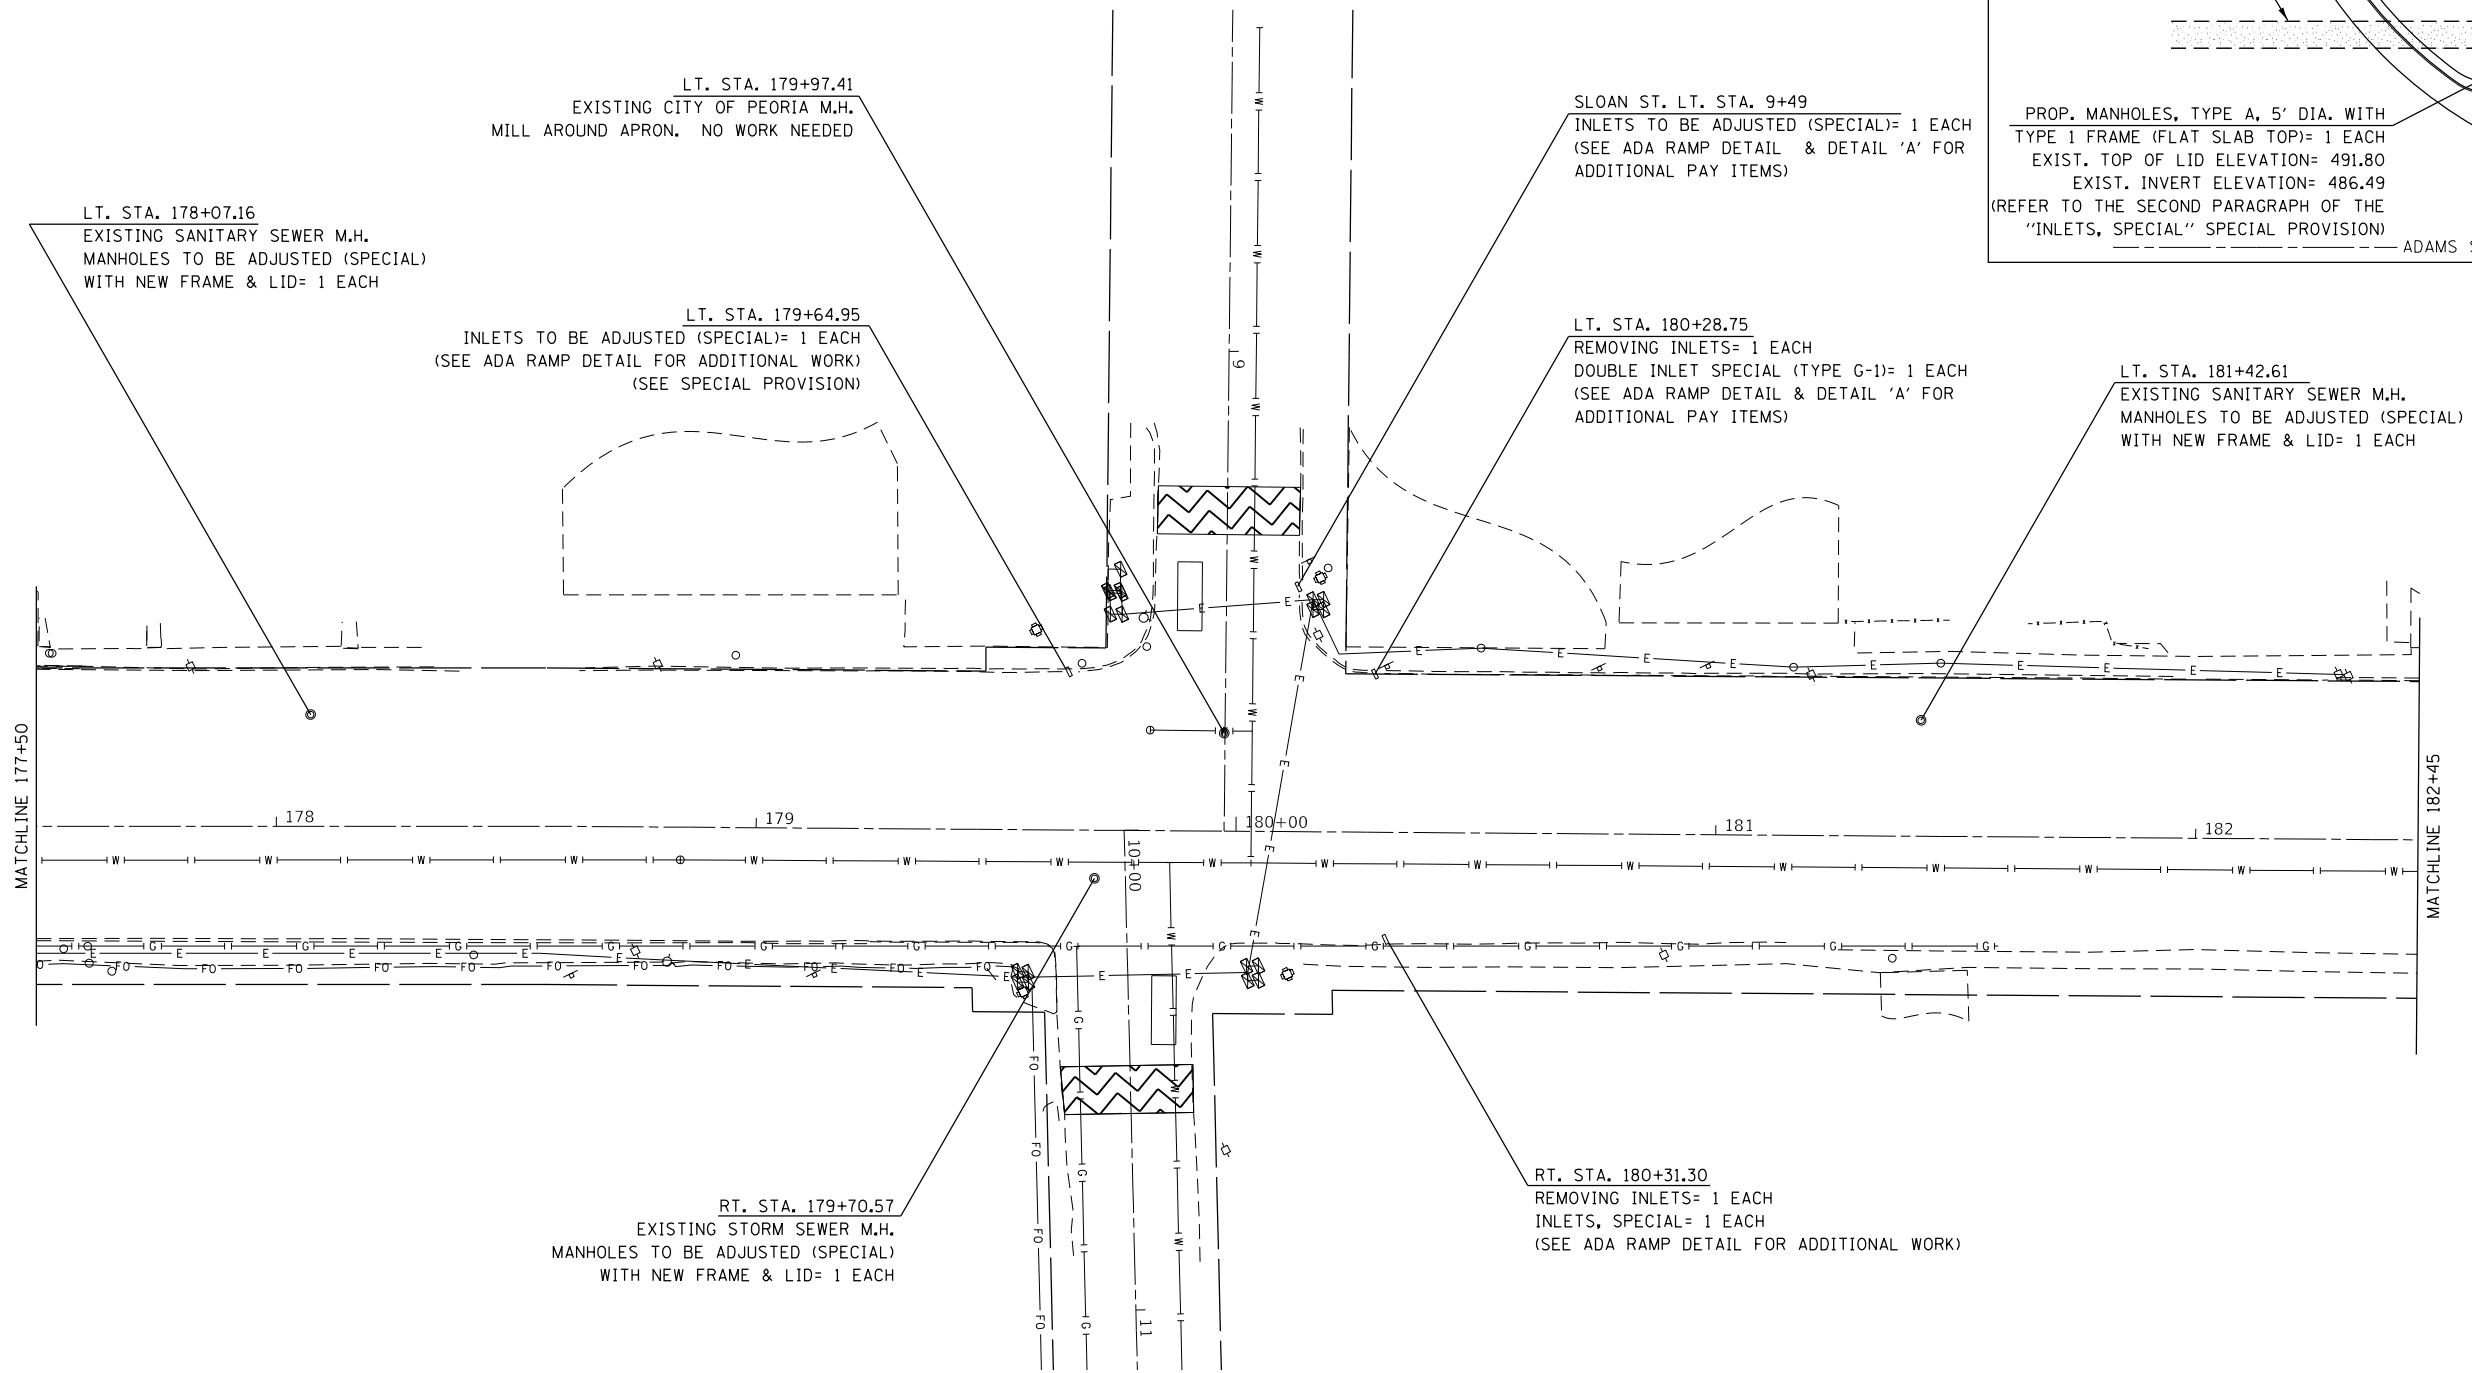 LT. STA. 179+97.41
EXISTING CITY OF PEORIA M.H.
MILL AROUND APRON. NO WORK NEEDED
SLOAN ST. LT. STA. 9+49
INLETS TO BE ADJUSTED (SPECIAL)= 1 EACH
(SEE ADA RAMP DETAIL & DETAIL 'A' FOR
ADDITIONAL PAY ITEMS)
PROP. MANHOLES, TYPE A, 5' DIA. WITH
TYPE 1 FRAME (FLAT SLAB TOP)= 1 EACH
EXIST. TOP OF LID ELEVATION= 491.80
EXIST. INVERT ELEVATION= 486.49
(REFER TO THE SECOND PARAGRAPH OF THE
"INLETS, SPECIAL" SPECIAL PROVISION)
ADAMS
LT. STA. 178+07.16
EXISTING SANITARY SEWER M.H.
MANHOLES TO BE ADJUSTED (SPECIAL)
WITH NEW FRAME & LID= 1 EACH
LT. STA. 179+64.95
INLETS TO BE ADJUSTED (SPECIAL)= 1 EACH
(SEE ADA RAMP DETAIL FOR ADDITIONAL WORK)
(SEE SPECIAL PROVISION)
LT. STA. 180+28.75
REMOVING INLETS= 1 EACH
DOUBLE INLET SPECIAL (TYPE G-1)= 1 EACH
(SEE ADA RAMP DETAIL & DETAIL 'A' FOR
ADDITIONAL PAY ITEMS)
LT. STA. 181+42.61
EXISTING SANITARY SEWER M.H.
MANHOLES TO BE ADJUSTED (SPECIAL)
WITH NEW FRAME & LID= 1 EACH
9
MATCHLINE 177+50
178
179
180+00
181
182
MATCHLINE 182+45
10+00
11
RT. STA. 179+70.57
EXISTING STORM SEWER M.H.
MANHOLES TO BE ADJUSTED (SPECIAL)
WITH NEW FRAME & LID= 1 EACH
RT. STA. 180+31.30
REMOVING INLETS= 1 EACH
INLETS, SPECIAL= 1 EACH
(SEE ADA RAMP DETAIL FOR ADDITIONAL WORK)